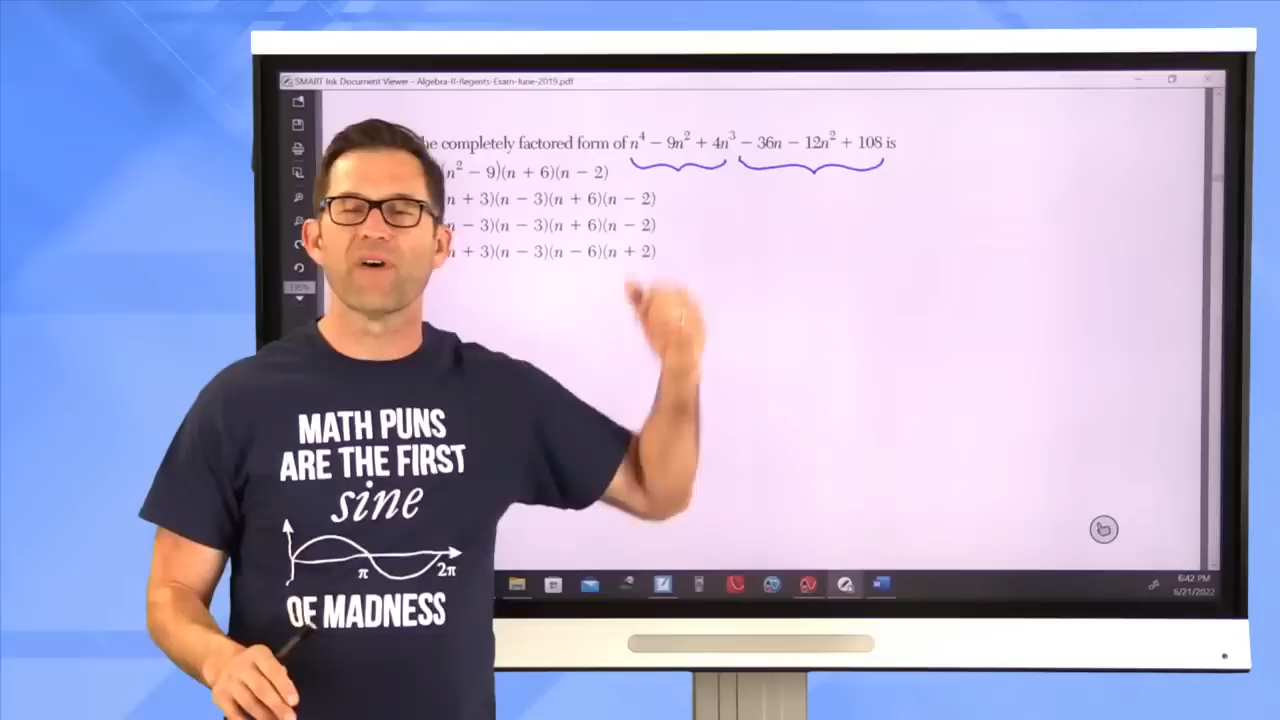 SMART Ink Document Viewer - Algebra-II-Regents-Exam-June-2019.pdf
he completely factored form of n⁴ − 9n² + 4n³ − 36n − 12n² + 108 is
(n² − 9)(n + 6)(n − 2)
n + 3)(n − 3)(n + 6)(n − 2)
n − 3)(n − 3)(n + 6)(n − 2)
n + 3)(n − 3)(n − 6)(n + 2)
195%
MATH PUNS
ARE THE FIRST
sine
π 2π
OF MADNESS
6:42 PM
6/21/2022